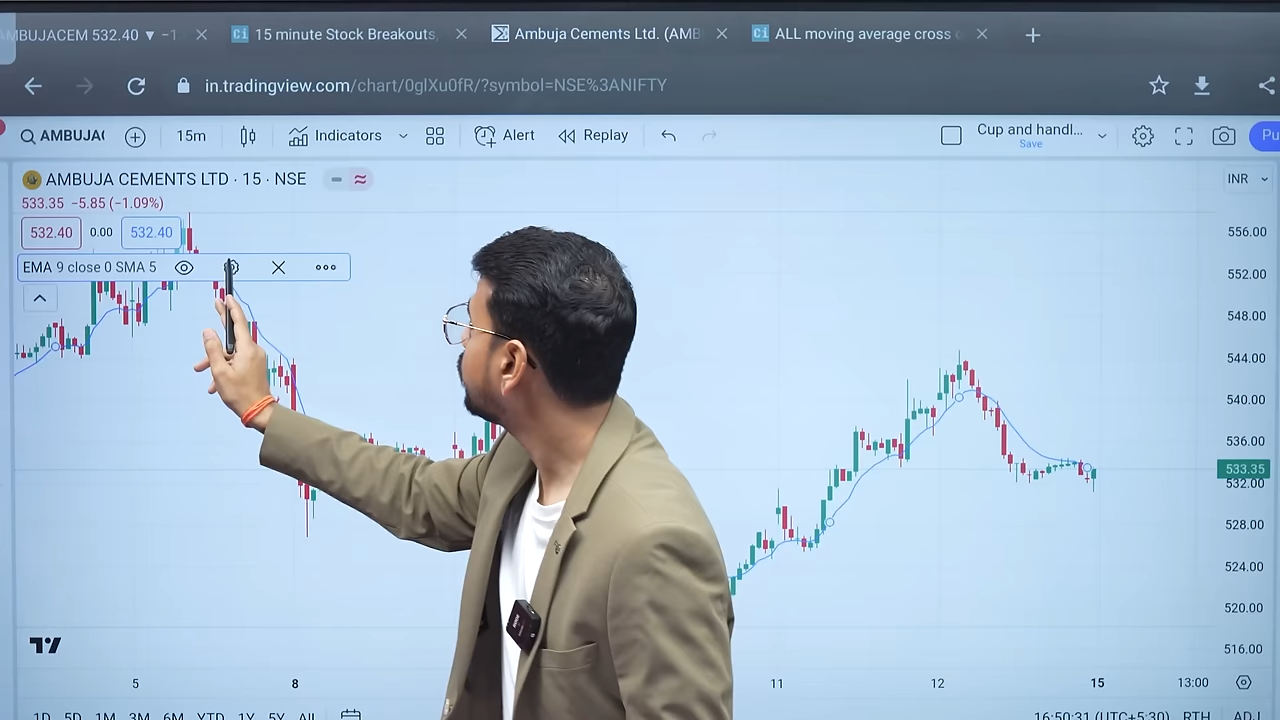 MBUJACEM 532.40 ▼ −1
15 minute Stock Breakouts,
Ambuja Cements Ltd. (AMB
ALL moving average cross o
in.tradingview.com/chart/0glXu0fR/?symbol=NSE%3ANIFTY
AMBUJA
15m
Indicators
Alert
Replay
Cup and handl...
Save
Pu
AMBUJA CEMENTS LTD · 15 · NSE
INR
533.35 −5.85 (−1.09%)
532.40
0.00
532.40
EMA 9 close 0 SMA 5
556.00
552.00
548.00
544.00
540.00
536.00
533.35
532.00
528.00
524.00
520.00
516.00
5
8
11
12
15
13:00
1D 5D 1M 3M 6M YTD 1Y 5Y All
16:50:31 (UTC+5:30) RTH ADJ